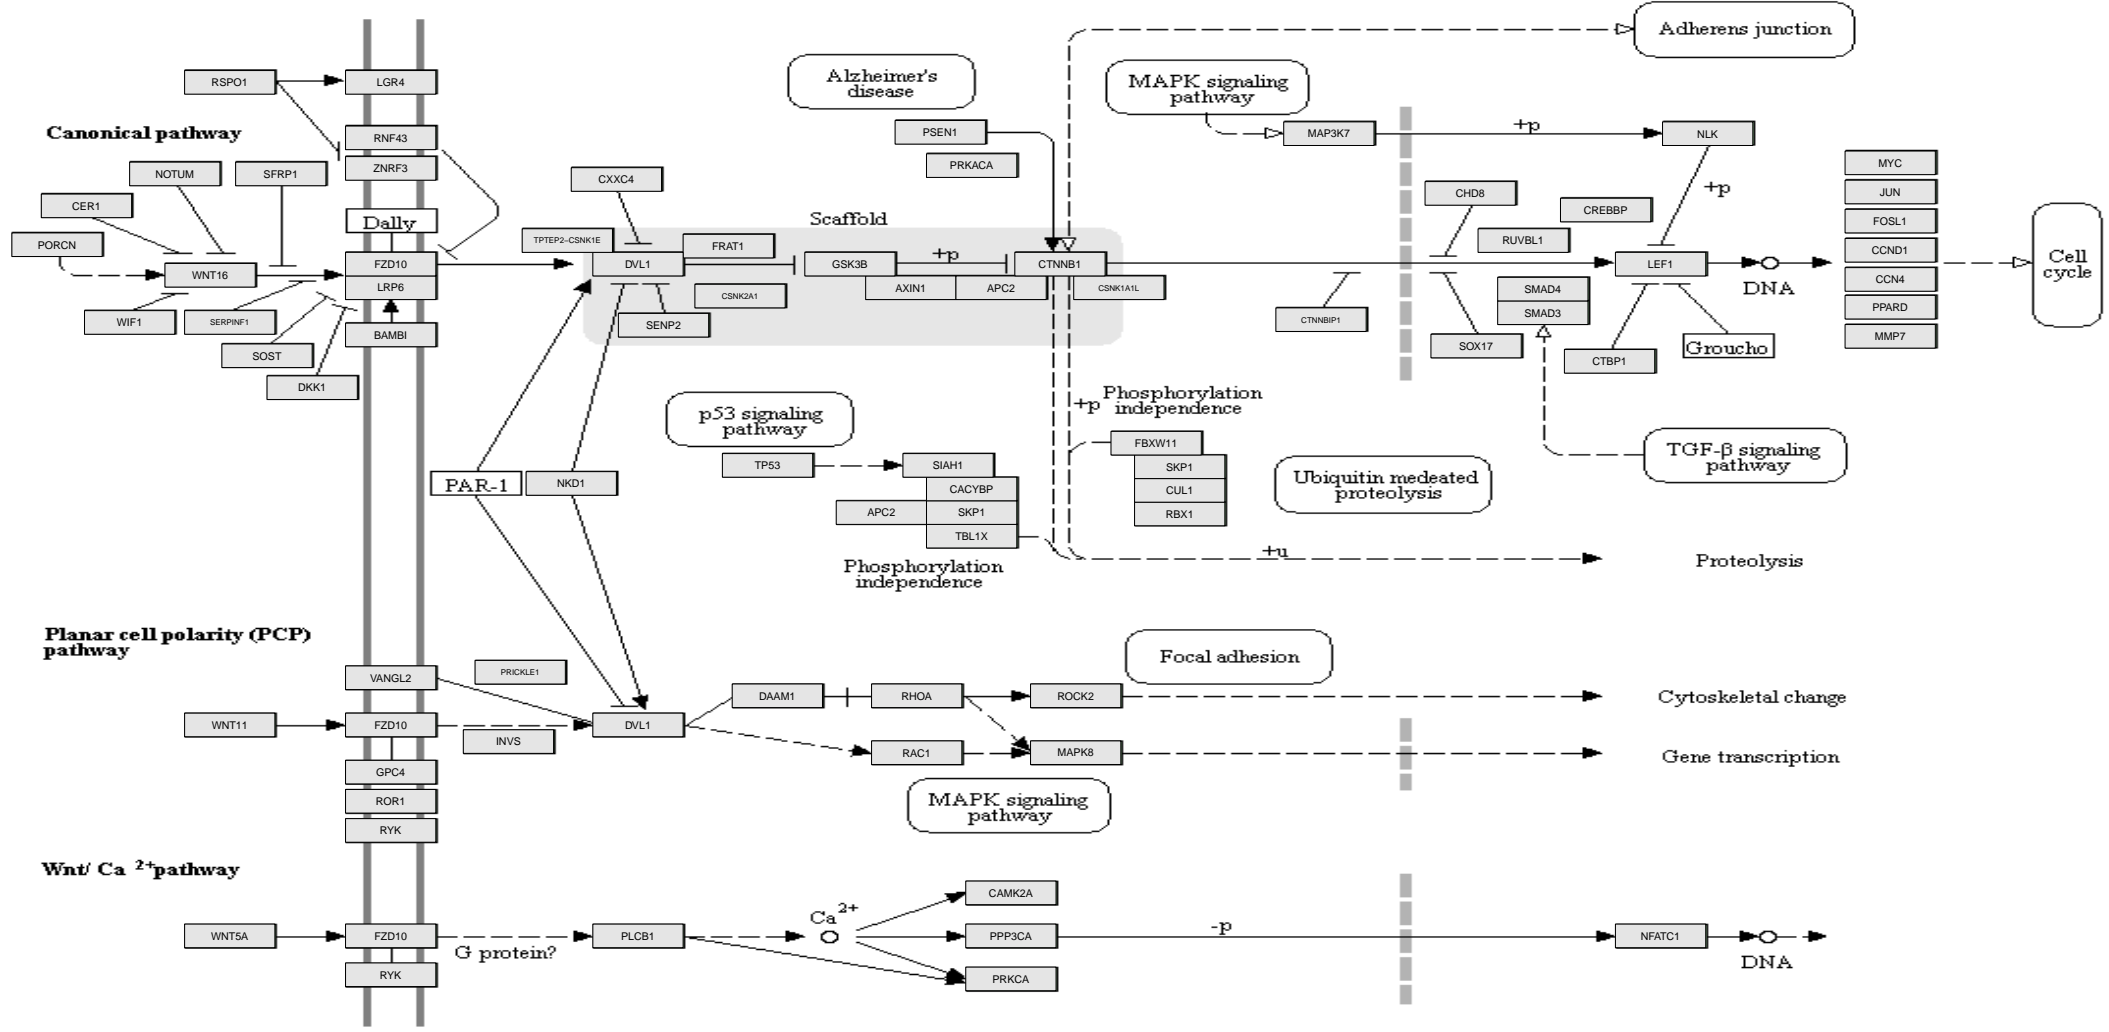 Adherens junction
Alzheimer's
disease
MAPK signaling
pathway
RSPO1
LGR4
Canonical pathway
RNF43
PSEN1
MAP3K7
+p
NLK
ZNRF3
NOTUM
SFRP1
CXXC4
PRKACA
MYC
CER1
CHD8
+p
JUN
Dally
Scaffold
CREBBP
FOSL1
PORCN
TPTEP2−CSNK1E
FRAT1
RUVBL1
CCND1
WNT16
FZD10
DVL1
GSK3B
+p
CTNNB1
LEF1
DNA
Cell
cycle
LRP6
CSNK2A1
AXIN1
APC2
CSNK1A1L
SMAD4
CCN4
WIF1
SERPINF1
BAMBI
SENP2
CTNNBIP1
SMAD3
PPARD
SOST
SOX17
CTBP1
Groucho
MMP7
DKK1
p53 signaling
pathway
+p
Phosphorylation
independence
FBXW11
TGF-β signaling
pathway
TP53
SIAH1
SKP1
PAR-1
NKD1
CACYBP
CUL1
Ubiquitin medeated
proteolysis
APC2
SKP1
RBX1
TBL1X
+u
Proteolysis
Phosphorylation
independence
Planar cell polarity (PCP)
pathway
Focal adhesion
VANGL2
PRICKLE1
DAAM1
RHOA
ROCK2
Cytoskeletal change
WNT11
FZD10
INVS
DVL1
RAC1
MAPK8
Gene transcription
GPC4
ROR1
MAPK signaling
pathway
RYK
Wnt/ Ca 2+pathway
CAMK2A
Ca2+
WNT5A
FZD10
G protein?
PLCB1
PPP3CA
-p
NFATC1
DNA
RYK
PRKCA